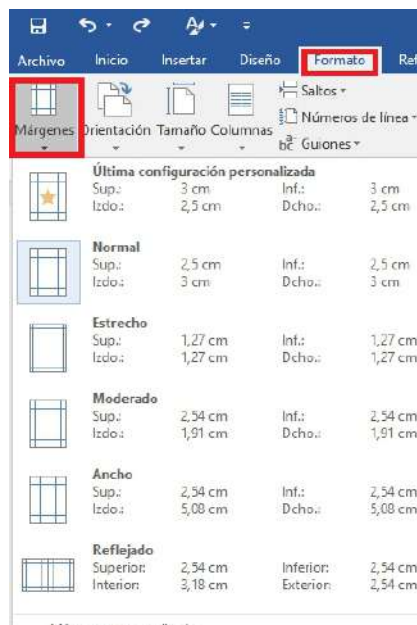 Archivo Inicio Insertar Diseño Formato Ref
Saltos
Números de línea
Guiones
Márgenes Orientación Tamaño Columnas
Última configuración personalizada
Sup.: 3 cm Inf.: 3 cm
Izdo.: 2,5 cm Dcho.: 2,5 cm
Normal
Sup.: 2,5 cm Inf.: 2,5 cm
Izdo.: 3 cm Dcho.: 3 cm
Estrecho
Sup.: 1,27 cm Inf.: 1,27 cm
Izdo.: 1,27 cm Dcho.: 1,27 cm
Moderado
Sup.: 2,54 cm Inf.: 2,54 cm
Izdo.: 1,91 cm Dcho.: 1,91 cm
Ancho
Sup.: 2,54 cm Inf.: 2,54 cm
Izdo.: 5,08 cm Dcho.: 5,08 cm
Reflejado
Superior: 2,54 cm Inferior: 2,54 cm
Interior: 3,18 cm Exterior: 2,54 cm